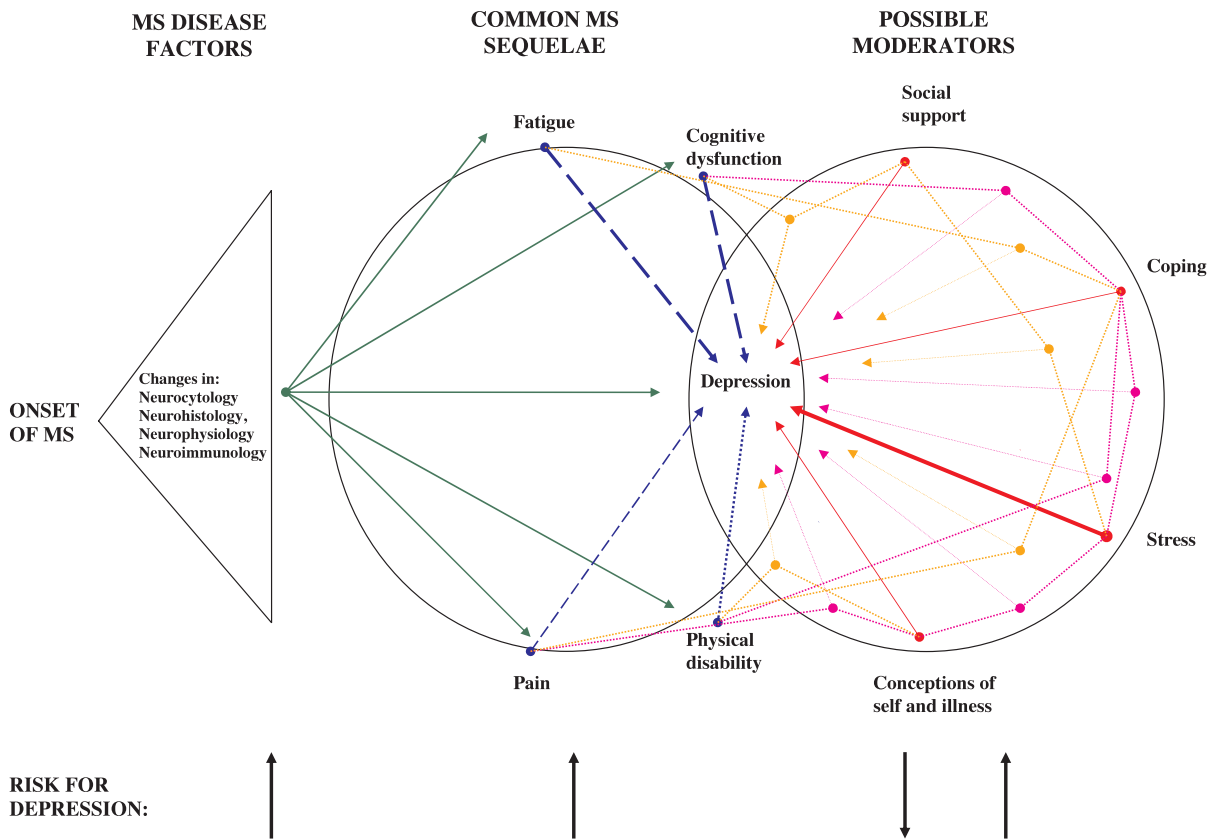 MS DISEASE
FACTORS
COMMON MS
SEQUELAE
POSSIBLE
MODERATORS
Social
support
Fatigue
Cognitive
dysfunction
Coping
Changes in:
Neurocytology
Neurohistology,
Neurophysiology
Neuroimmunology
Depression
ONSET
OF MS
Stress
Physical
disability
Pain
Conceptions of
self and illness
RISK FOR
DEPRESSION: